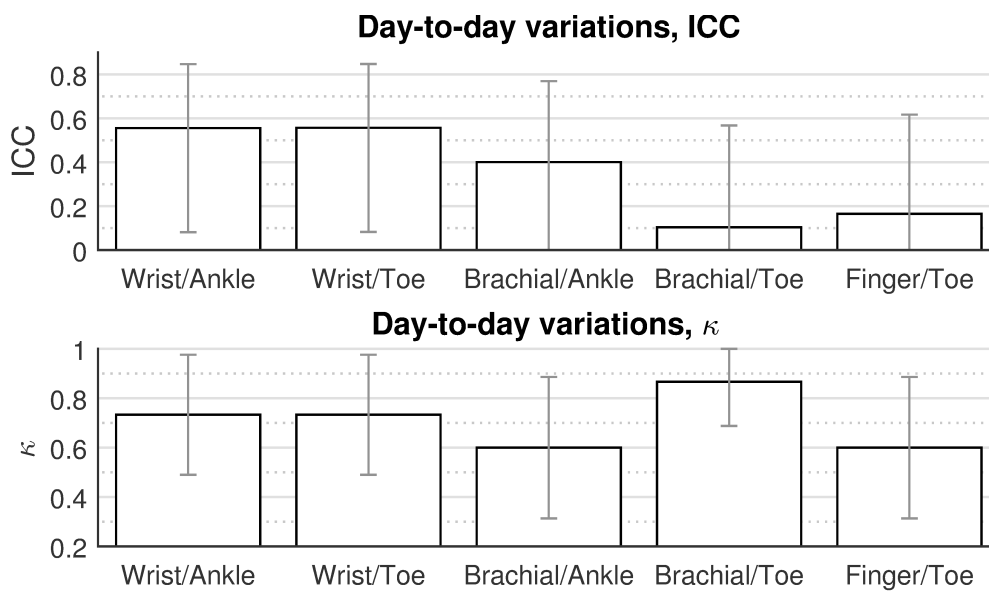 Day-to-day variations, ICC
ICC
0.8
0.6
0.4
0.2
0
Wrist/Ankle Wrist/Toe Brachial/Ankle Brachial/Toe Finger/Toe
Day-to-day variations, κ
κ
1
0.8
0.6
0.4
0.2
Wrist/Ankle Wrist/Toe Brachial/Ankle Brachial/Toe Finger/Toe